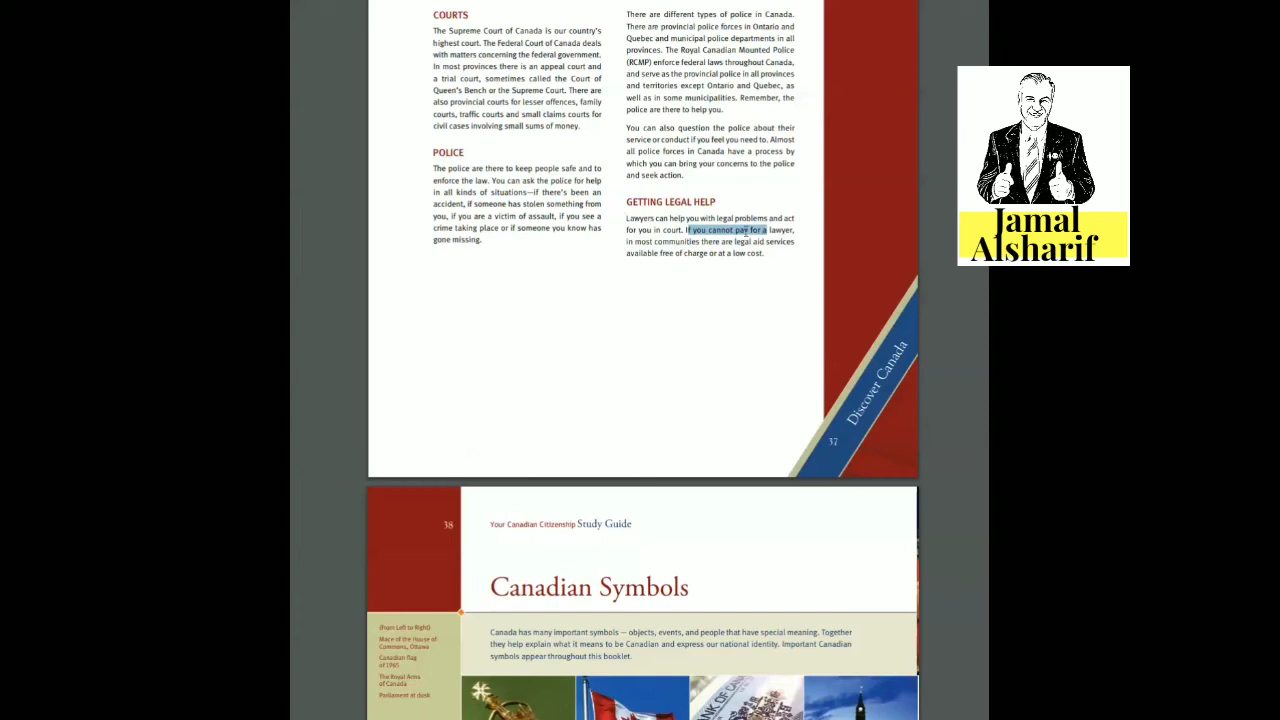 COURTS
The Supreme Court of Canada is our country's
highest court. The Federal Court of Canada deals
with matters concerning the federal government.
In most provinces there is an appeal court and
a trial court, sometimes called the Court of
Queen's Bench or the Supreme Court. There are
also provincial courts for lesser offences, family
courts, traffic courts and small claims courts for
civil cases involving small sums of money.
POLICE
The police are there to keep people safe and to
enforce the law. You can ask the police for help
in all kinds of situations—if there's been an
accident, if someone has stolen something from
you, if you are a victim of assault, if you see a
crime taking place or if someone you know has
gone missing.
There are different types of police in Canada.
There are provincial police forces in Ontario and
Quebec and municipal police departments in all
provinces. The Royal Canadian Mounted Police
(RCMP) enforce federal laws throughout Canada,
and serve as the provincial police in all provinces
and territories except Ontario and Quebec, as
well as in some municipalities. Remember, the
police are there to help you.
You can also question the police about their
service or conduct if you feel you need to. Almost
all police forces in Canada have a process by
which you can bring your concerns to the police
and seek action.
GETTING LEGAL HELP
Lawyers can help you with legal problems and act
for you in court. If you cannot pay for a lawyer,
in most communities there are legal aid services
available free of charge or at a low cost.
Discover Canada
37
Jamal
Alsharif
38
Your Canadian Citizenship Study Guide
Canadian Symbols
Canada has many important symbols — objects, events, and people that have special meaning. Together
they help explain what it means to be Canadian and express our national identity. Important Canadian
symbols appear throughout this booklet.
(From Left to Right)
Mace of the House of
Commons, Ottawa
Canadian flag
of 1965
The Royal Arms
of Canada
Parliament at dusk
BANK OF CANADA